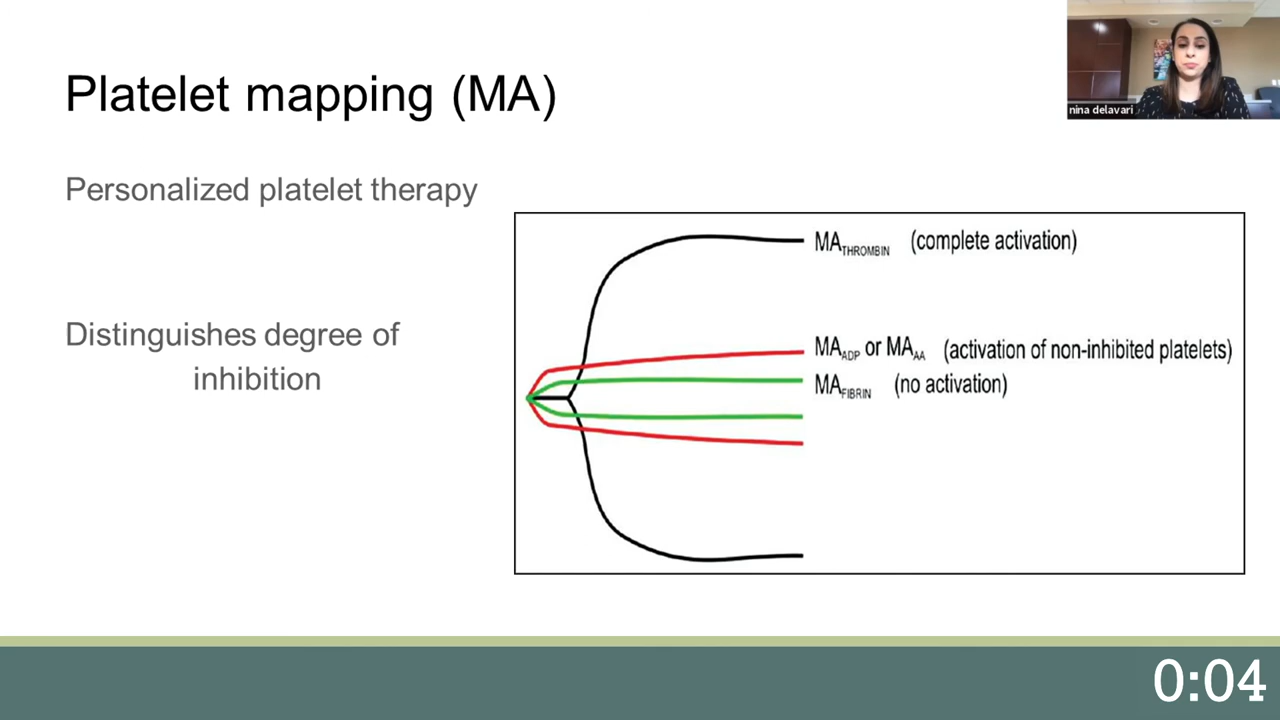 Platelet mapping (MA)
nina delavari
Personalized platelet therapy
Distinguishes degree of
inhibition
MATHROMBIN (complete activation)
MAADP or MAAA (activation of non-inhibited platelets)
MAFIBRIN (no activation)
0:04